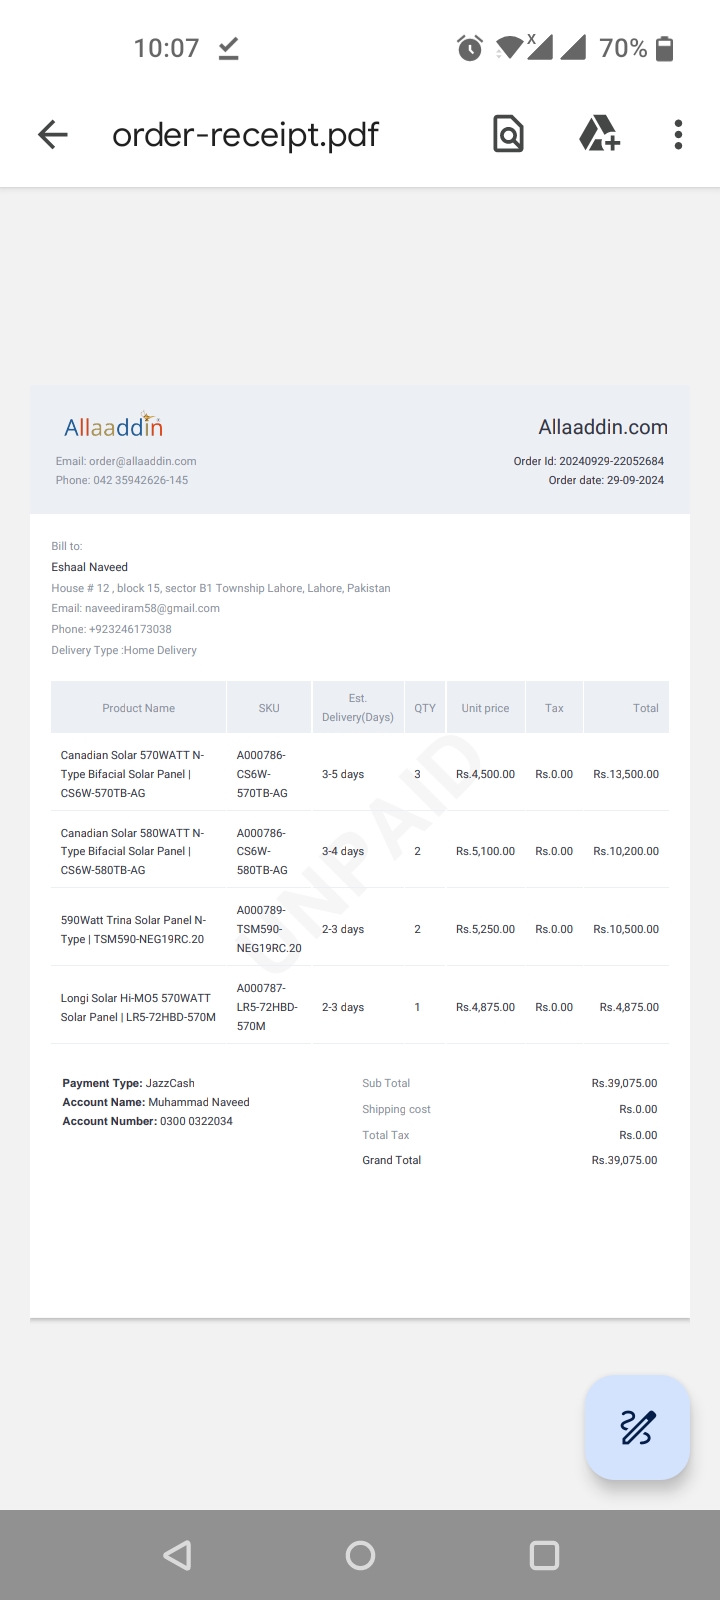 10:07
x
70%
order-receipt.pdf
Allaaddin
Allaaddin.com
Email: order@allaaddin.com
Order Id: 20240929-22052684
Phone: 042 35942626-145
Order date: 29-09-2024
Bill to:
Eshaal Naveed
House # 12 , block 15, sector B1 Township Lahore, Lahore, Pakistan
Email: naveediram58@gmail.com
Phone: +923246173038
Delivery Type :Home Delivery
Product Name SKU Est. Delivery(Days) QTY Unit price Tax Total
Canadian Solar 570WATT N-
Type Bifacial Solar Panel |
CS6W-570TB-AG
A000786-
CS6W-
570TB-AG
3-5 days 3 Rs.4,500.00 Rs.0.00 Rs.13,500.00
Canadian Solar 580WATT N-
Type Bifacial Solar Panel |
CS6W-580TB-AG
A000786-
CS6W-
580TB-AG
3-4 days 2 Rs.5,100.00 Rs.0.00 Rs.10,200.00
590Watt Trina Solar Panel N-
Type | TSM590-NEG19RC.20
A000789-
TSM590-
NEG19RC.20
2-3 days 2 Rs.5,250.00 Rs.0.00 Rs.10,500.00
Longi Solar Hi-MO5 570WATT
Solar Panel | LR5-72HBD-570M
A000787-
LR5-72HBD-
570M
2-3 days 1 Rs.4,875.00 Rs.0.00 Rs.4,875.00
UNPAID
Payment Type: JazzCash
Account Name: Muhammad Naveed
Account Number: 0300 0322034
Sub Total Rs.39,075.00
Shipping cost Rs.0.00
Total Tax Rs.0.00
Grand Total Rs.39,075.00